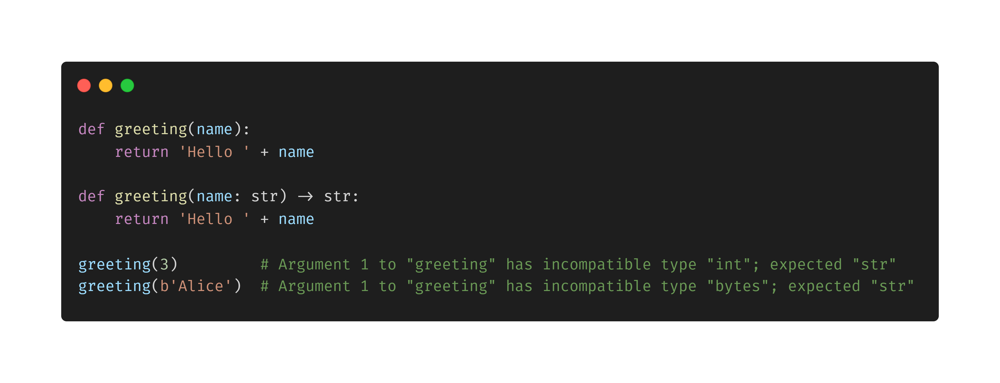 def greeting(name):
    return 'Hello ' + name

def greeting(name: str) -> str:
    return 'Hello ' + name

greeting(3)         # Argument 1 to "greeting" has incompatible type "int"; expected "str"
greeting(b'Alice')  # Argument 1 to "greeting" has incompatible type "bytes"; expected "str"